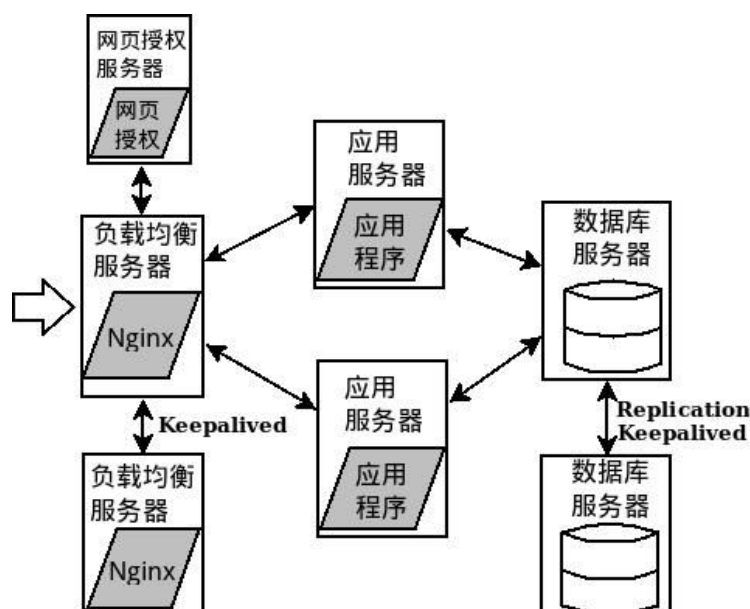 网页授权
服务器
网页
授权
负载均衡
服务器
Nginx
Keepalived
负载均衡
服务器
Nginx
应用
服务器
应用
程序
应用
服务器
应用
程序
数据库
服务器
Replication
Keepalived
数据库
服务器